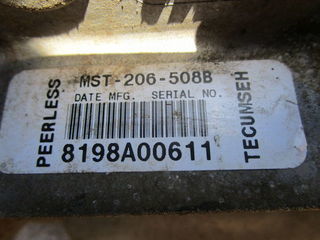 PEERLESS
MST-206-508B
DATE MFG. SERIAL NO.
8198A00611
TECUMSEH